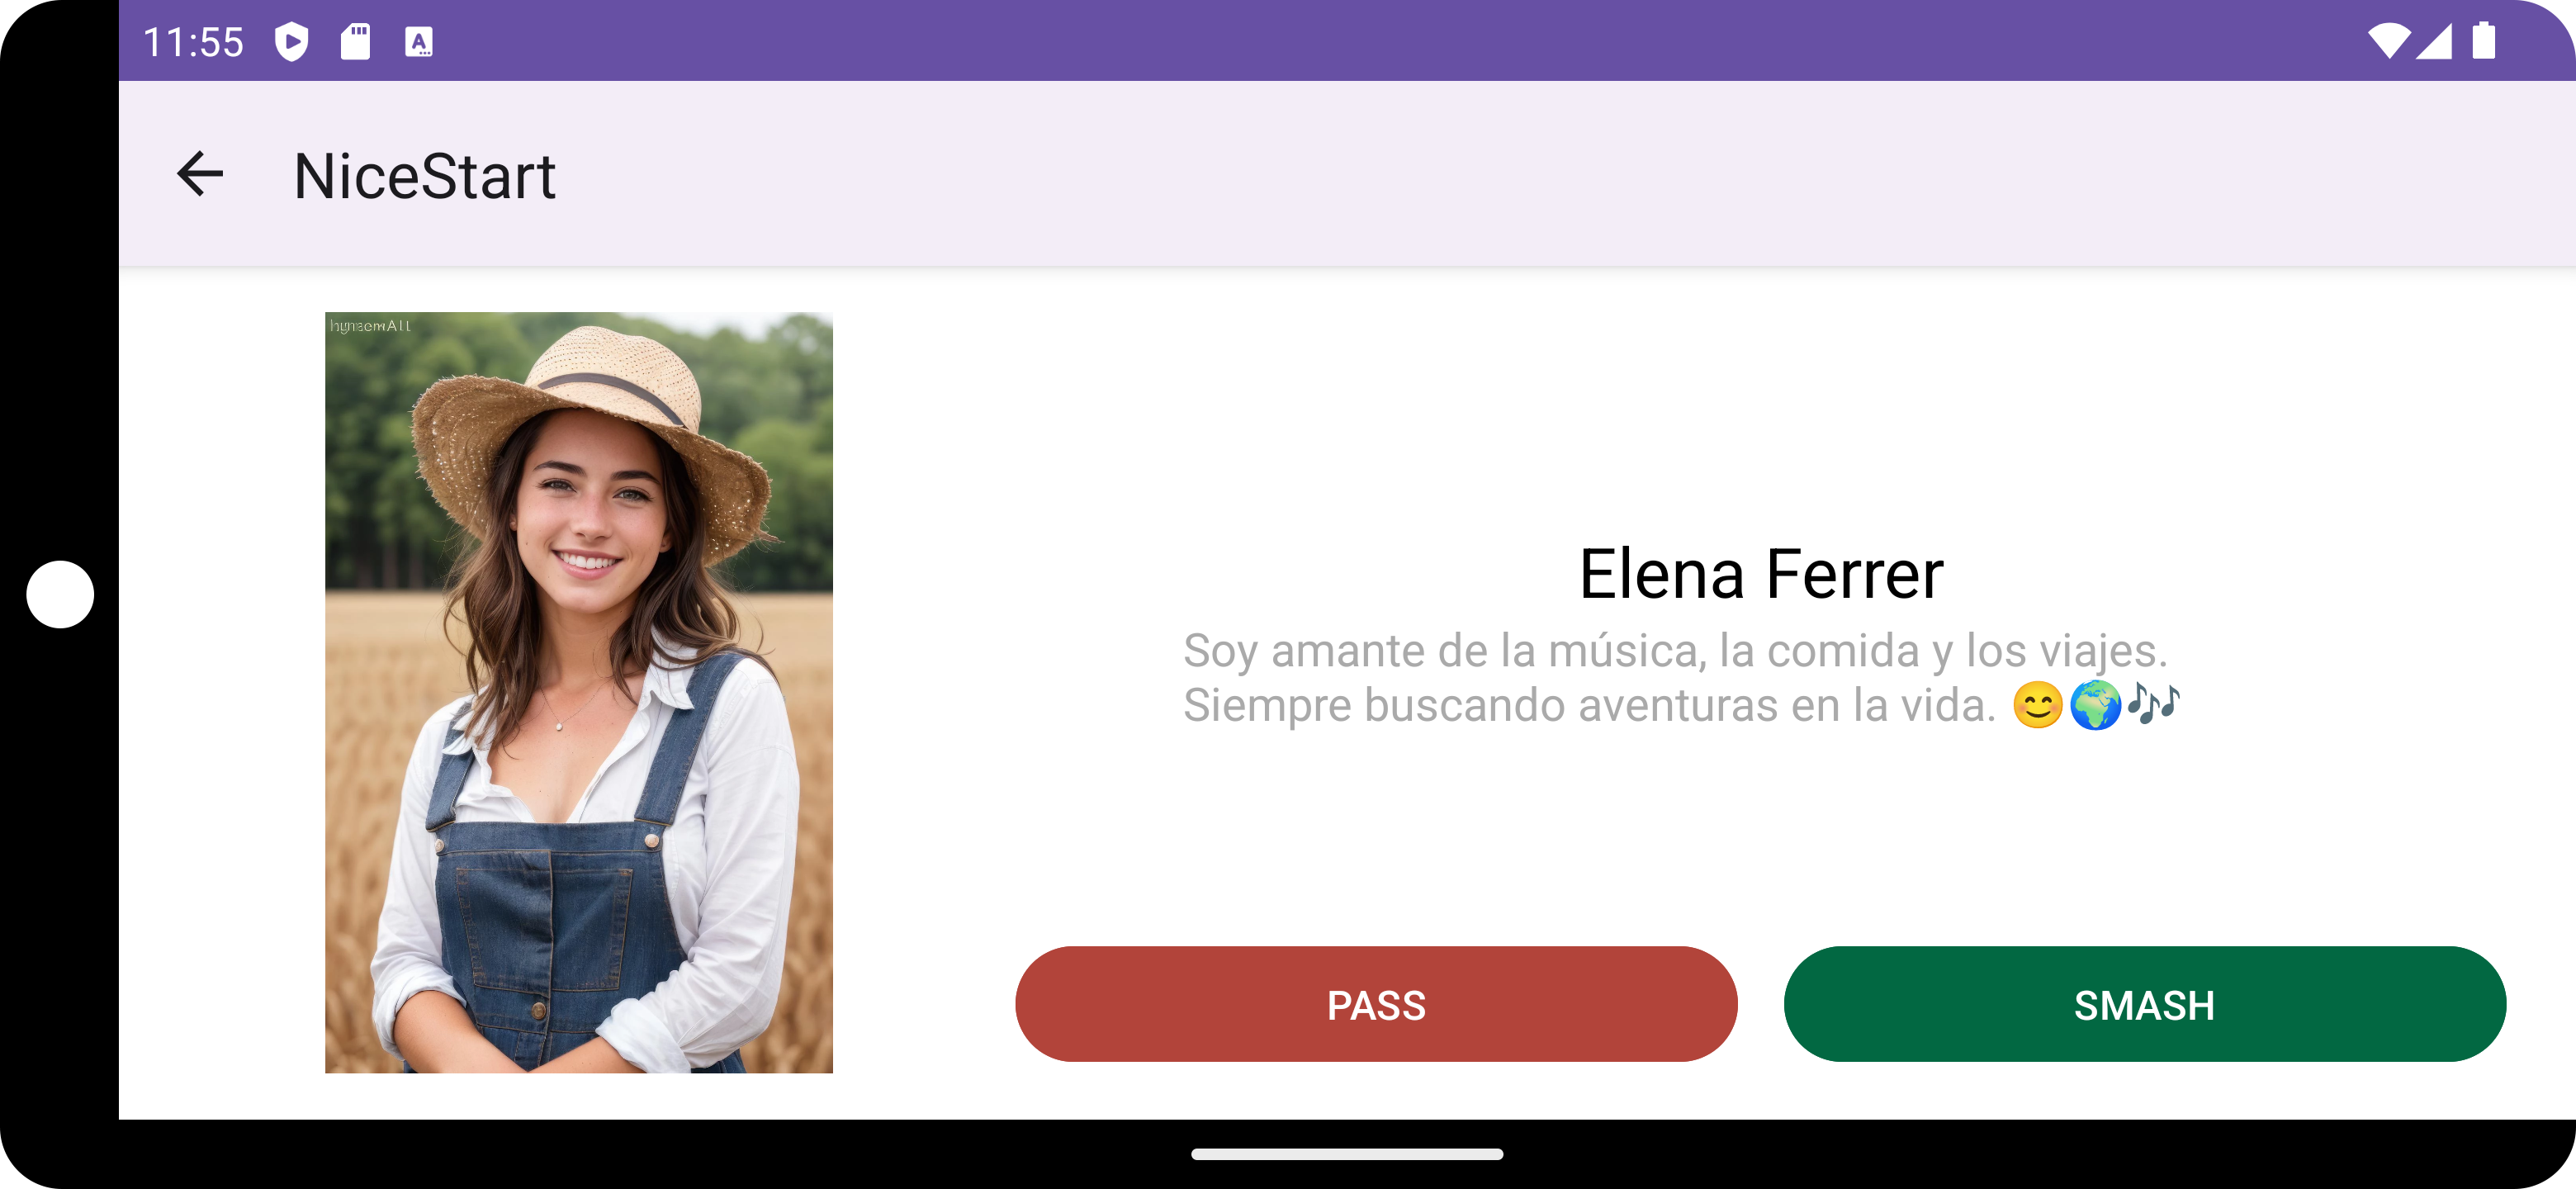 11:55
NiceStart
Elena Ferrer
Soy amante de la música, la comida y los viajes.
Siempre buscando aventuras en la vida. 😊🌍🎶
PASS
SMASH